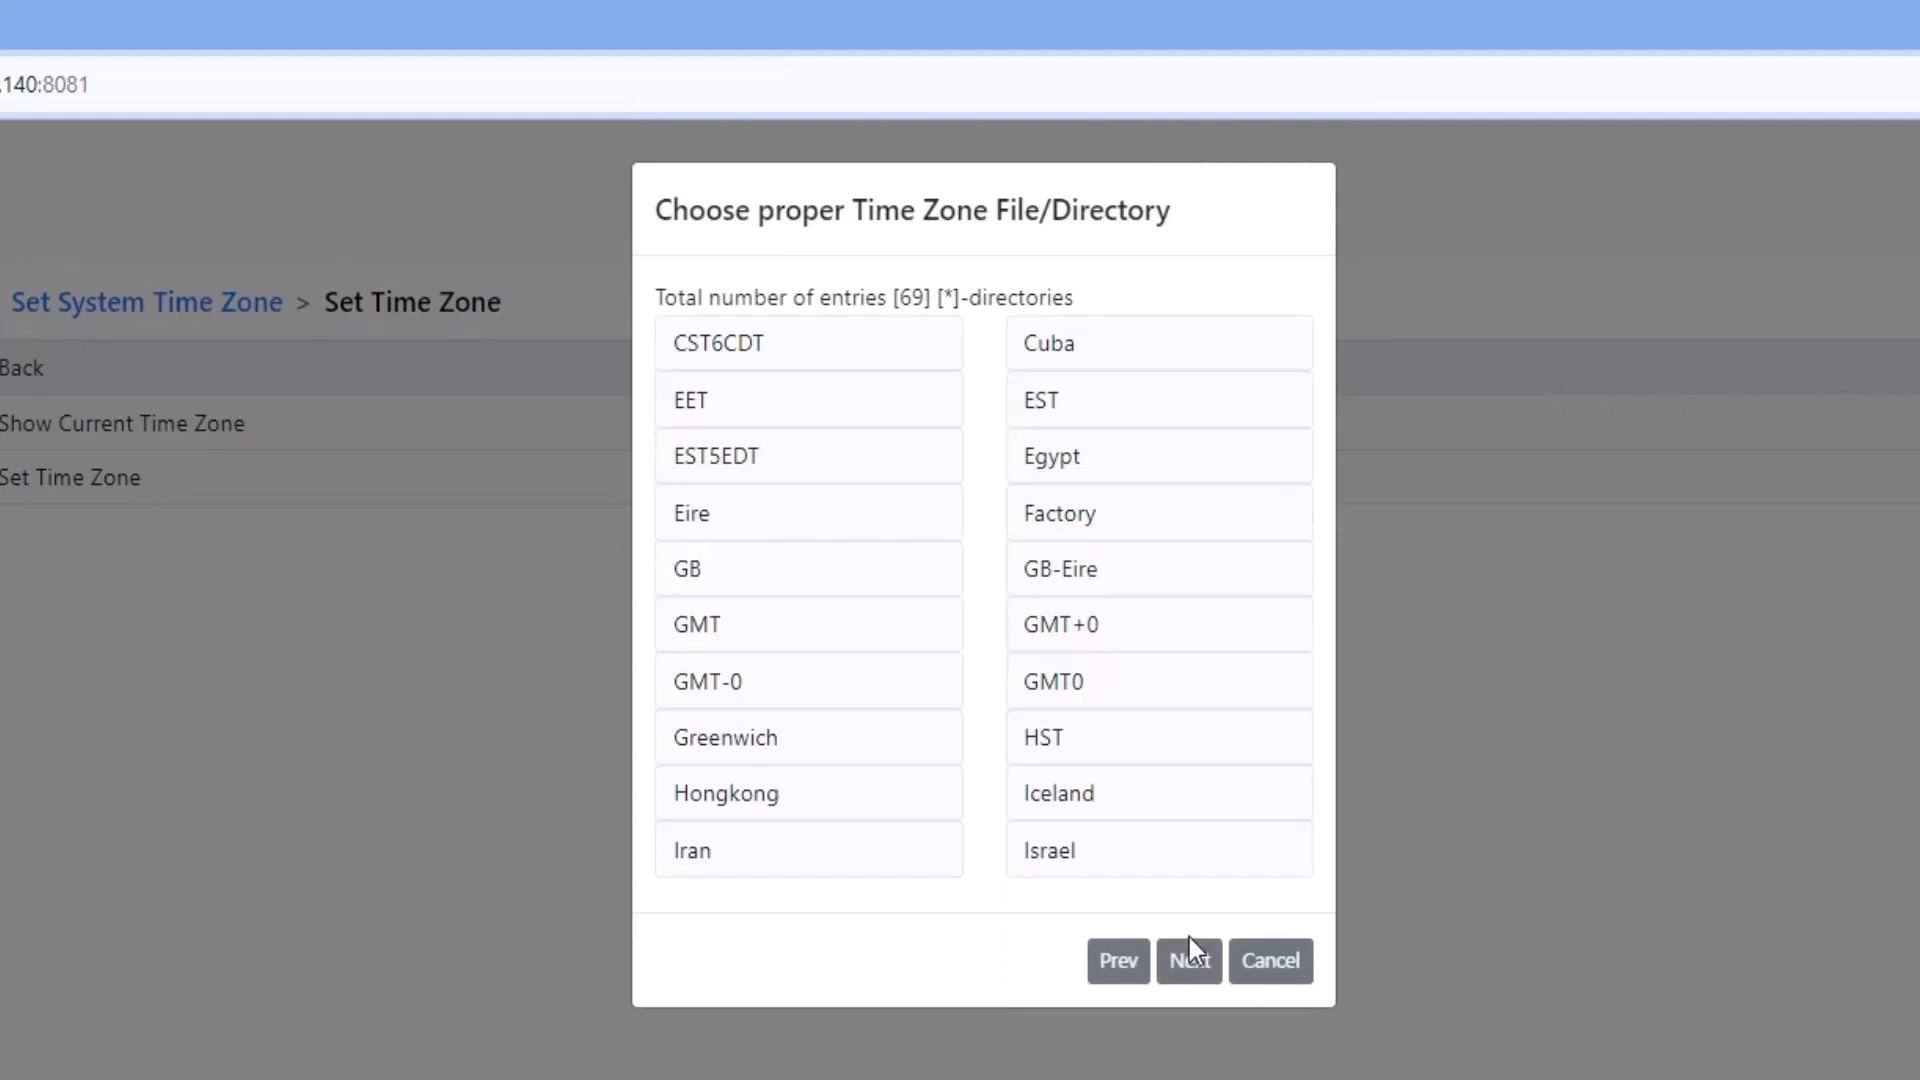 .140:8081
Choose proper Time Zone File/Directory
Set System Time Zone > Set Time Zone
Back
Show Current Time Zone
Set Time Zone
Total number of entries [69] [*]-directories
CST6CDT Cuba
EET EST
EST5EDT Egypt
Eire Factory
GB GB-Eire
GMT GMT+0
GMT-0 GMT0
Greenwich HST
Hongkong Iceland
Iran Israel
Prev Next Cancel